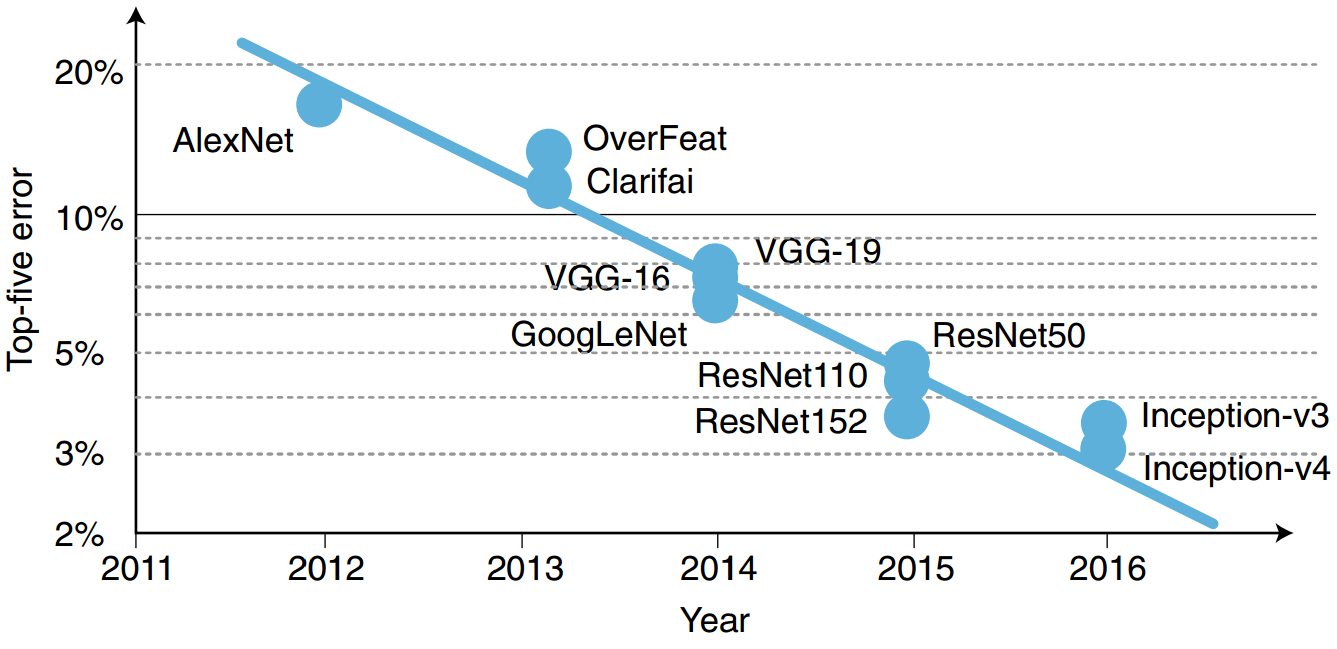 20%
AlexNet
OverFeat
Clarifai
10%
VGG-19
VGG-16
GoogLeNet
ResNet50
5%
ResNet110
ResNet152
Inception-v3
3%
Inception-v4
2%
Top-five error
2011 2012 2013 2014 2015 2016
Year